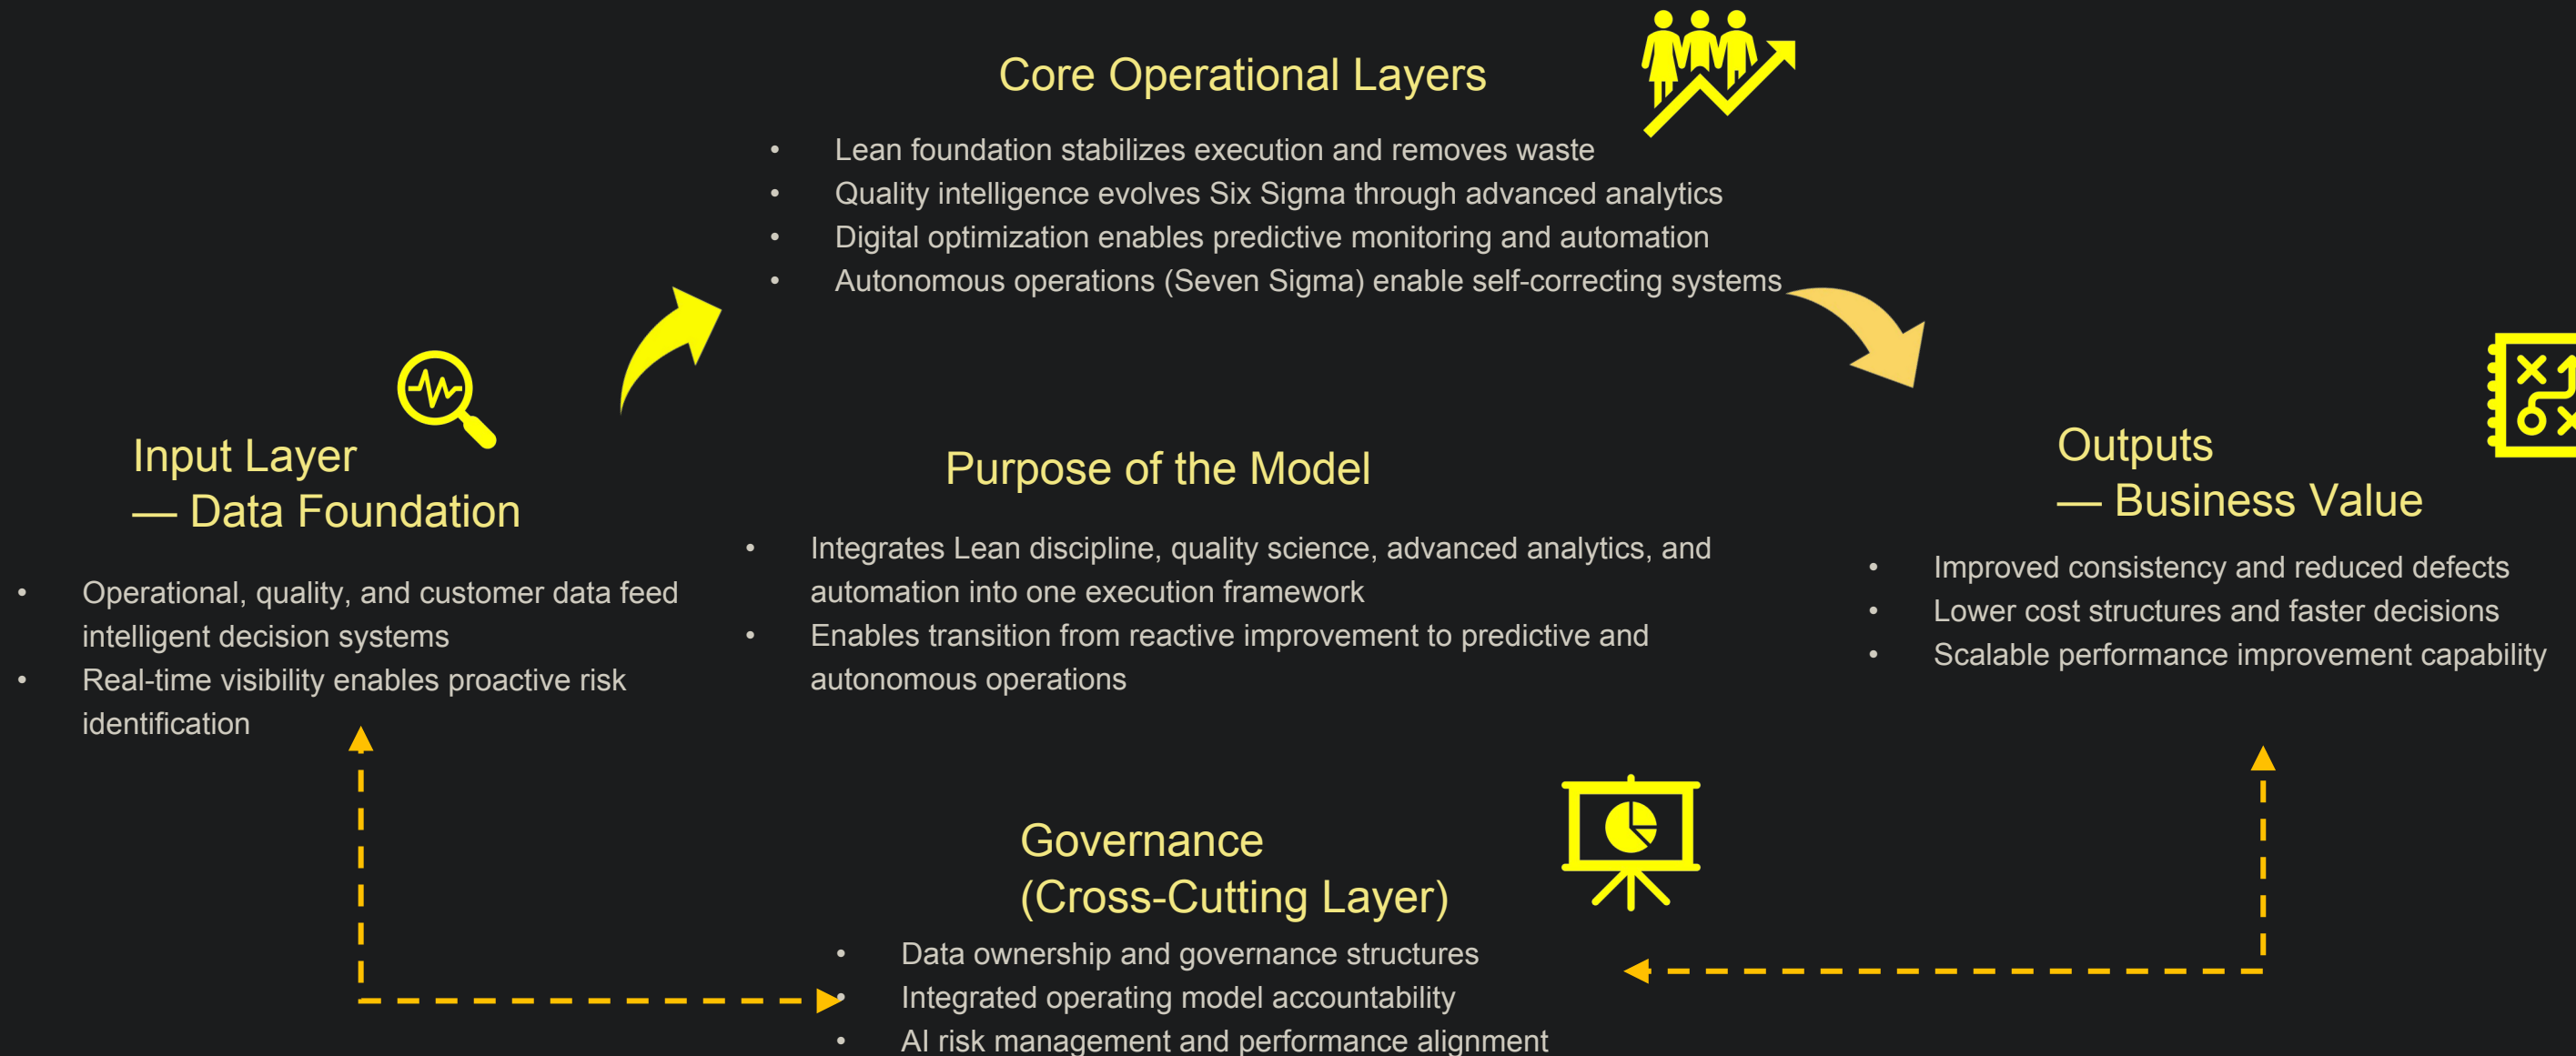 Core Operational Layers
• Lean foundation stabilizes execution and removes waste
• Quality intelligence evolves Six Sigma through advanced analytics
• Digital optimization enables predictive monitoring and automation
• Autonomous operations (Seven Sigma) enable self-correcting systems
Input Layer
— Data Foundation
• Operational, quality, and customer data feed
intelligent decision systems
• Real-time visibility enables proactive risk
identification
Purpose of the Model
• Integrates Lean discipline, quality science, advanced analytics, and
automation into one execution framework
• Enables transition from reactive improvement to predictive and
autonomous operations
Outputs
— Business Value
• Improved consistency and reduced defects
• Lower cost structures and faster decisions
• Scalable performance improvement capability
Governance
(Cross-Cutting Layer)
• Data ownership and governance structures
• Integrated operating model accountability
• AI risk management and performance alignment